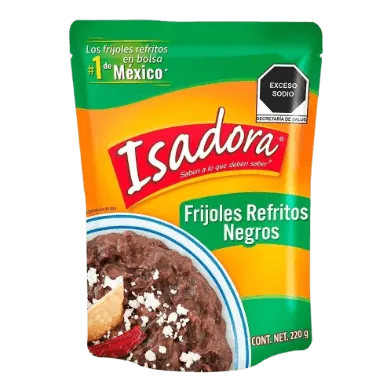 Los frijoles refritos
en bolsa
#1 de México*
EXCESO
SODIO
SECRETARÍA DE SALUD
Isadora®
Saben a lo que deben saber
Frijoles Refritos
Negros
CONT. NET. 220 g